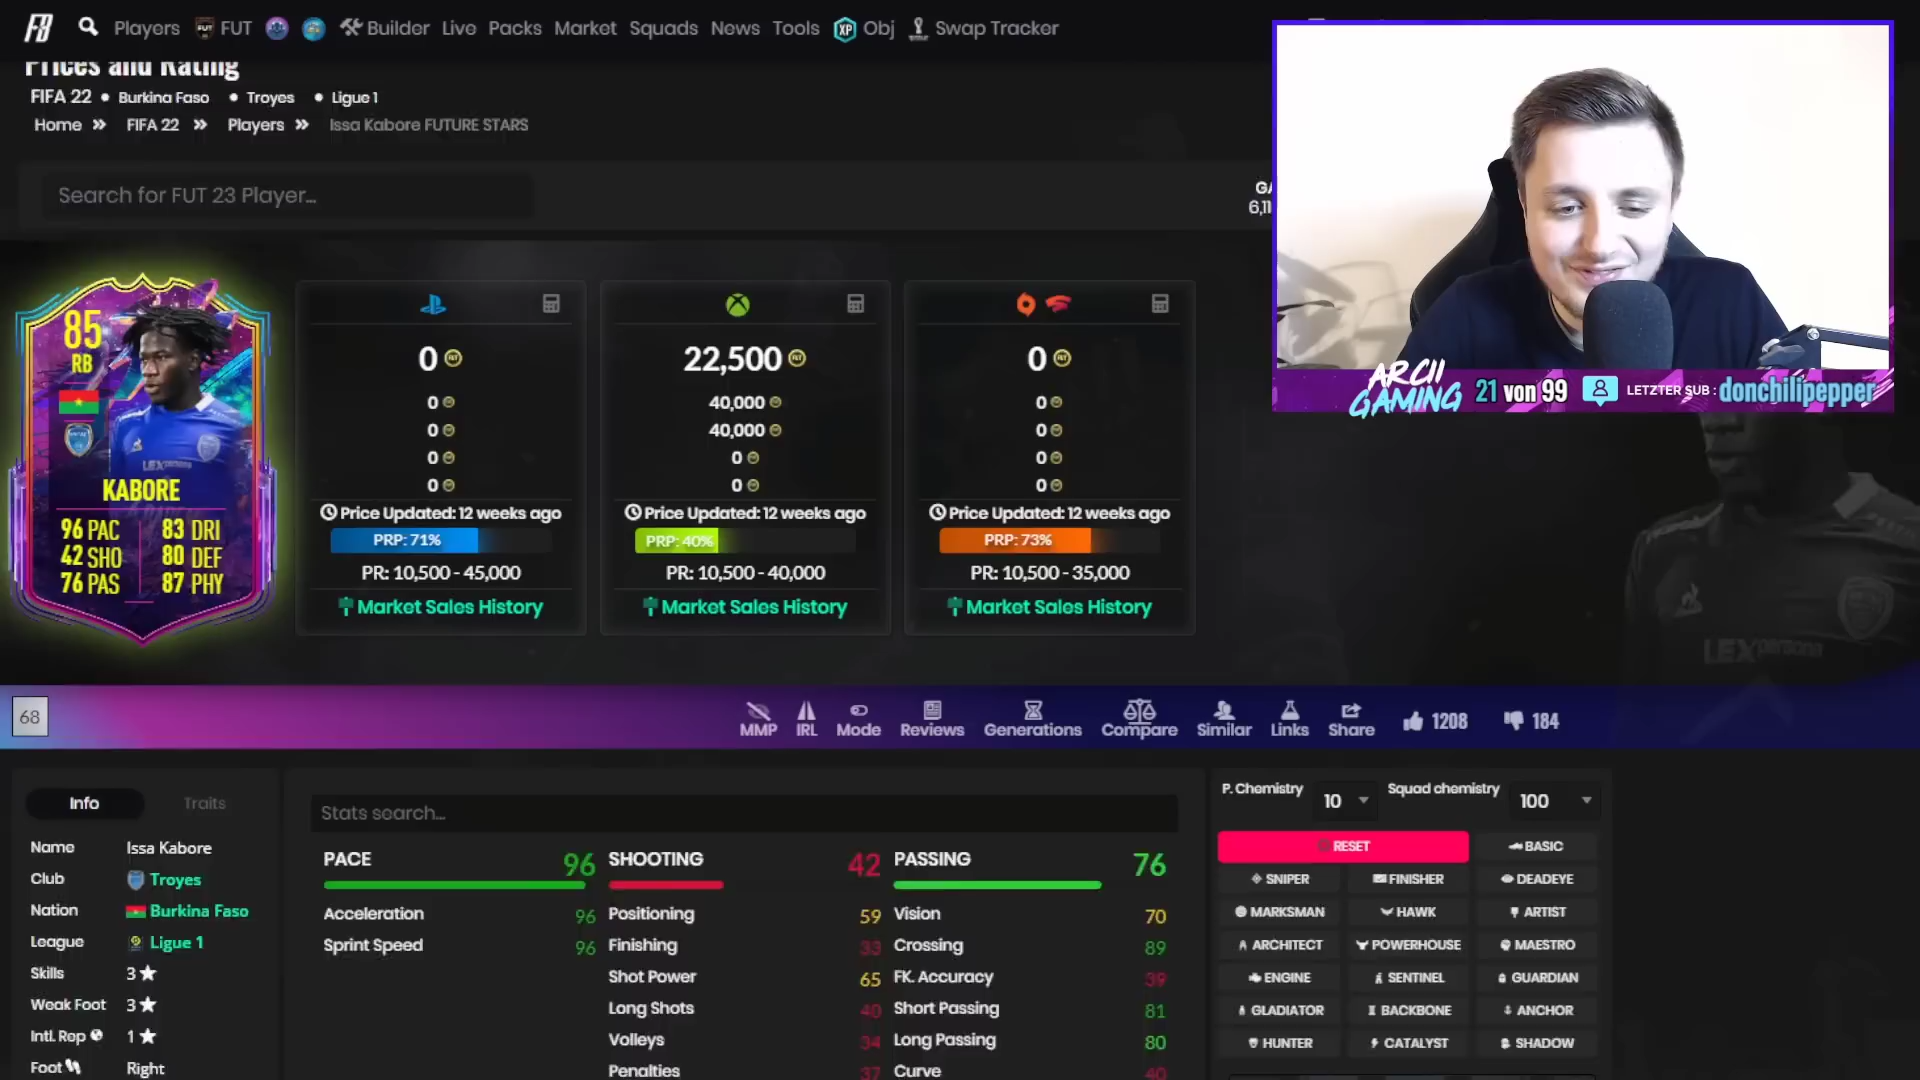 Players FUT Builder Live Packs Market Squads News Tools XP Obj Swap Tracker
Prices and Rating
FIFA 22 • Burkina Faso • Troyes • Ligue 1
Home » FIFA 22 » Players » Issa Kabore FUTURE STARS
Search for FUT 23 Player...
6,11
85
RB
KABORE
96 PAC 83 DRI
42 SHO 80 DEF
76 PAS 87 PHY
0
0
0
0
0
Price Updated: 12 weeks ago
PRP: 71%
PR: 10,500 - 45,000
Market Sales History
22,500
40,000
40,000
0
0
Price Updated: 12 weeks ago
PRP: 40%
PR: 10,500 - 40,000
Market Sales History
0
0
0
0
0
Price Updated: 12 weeks ago
PRP: 73%
PR: 10,500 - 35,000
Market Sales History
ARCII
GAMING
21 von 99
LETZTER SUB : donchilipepper
LEXpersona
68
MMP IRL Mode Reviews Generations Compare Similar Links Share 1208 184
Info Traits
Name Issa Kabore
Club Troyes
Nation Burkina Faso
League Ligue 1
Skills 3★
Weak Foot 3★
Intl. Rep 1★
Foot Right
Stats search...
PACE 96
Acceleration 96
Sprint Speed 96
SHOOTING 42
Positioning 59
Finishing 33
Shot Power 65
Long Shots 40
Volleys 34
Penalties 37
PASSING 76
Vision 70
Crossing 89
FK. Accuracy 39
Short Passing 81
Long Passing 80
Curve 40
P. Chemistry 10 Squad chemistry 100
RESET BASIC
SNIPER FINISHER DEADEYE
MARKSMAN HAWK ARTIST
ARCHITECT POWERHOUSE MAESTRO
ENGINE SENTINEL GUARDIAN
GLADIATOR BACKBONE ANCHOR
HUNTER CATALYST SHADOW